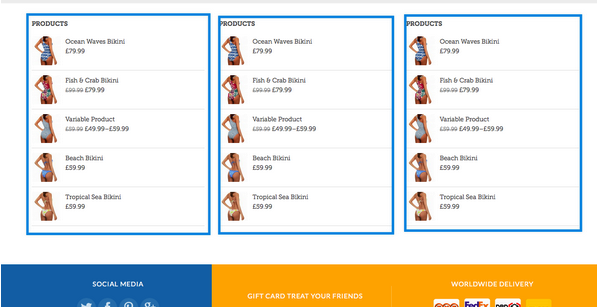 PRODUCTS
Ocean Waves Bikini
£79.99
Fish & Crab Bikini
£99.99 £79.99
Variable Product
£59.99 £49.99–£59.99
Beach Bikini
£59.99
Tropical Sea Bikini
£59.99
PRODUCTS
Ocean Waves Bikini
£79.99
Fish & Crab Bikini
£99.99 £79.99
Variable Product
£59.99 £49.99–£59.99
Beach Bikini
£59.99
Tropical Sea Bikini
£59.99
PRODUCTS
Ocean Waves Bikini
£79.99
Fish & Crab Bikini
£99.99 £79.99
Variable Product
£59.99 £49.99–£59.99
Beach Bikini
£59.99
Tropical Sea Bikini
£59.99
SOCIAL MEDIA
GIFT CARD TREAT YOUR FRIENDS
WORLDWIDE DELIVERY
FedEx